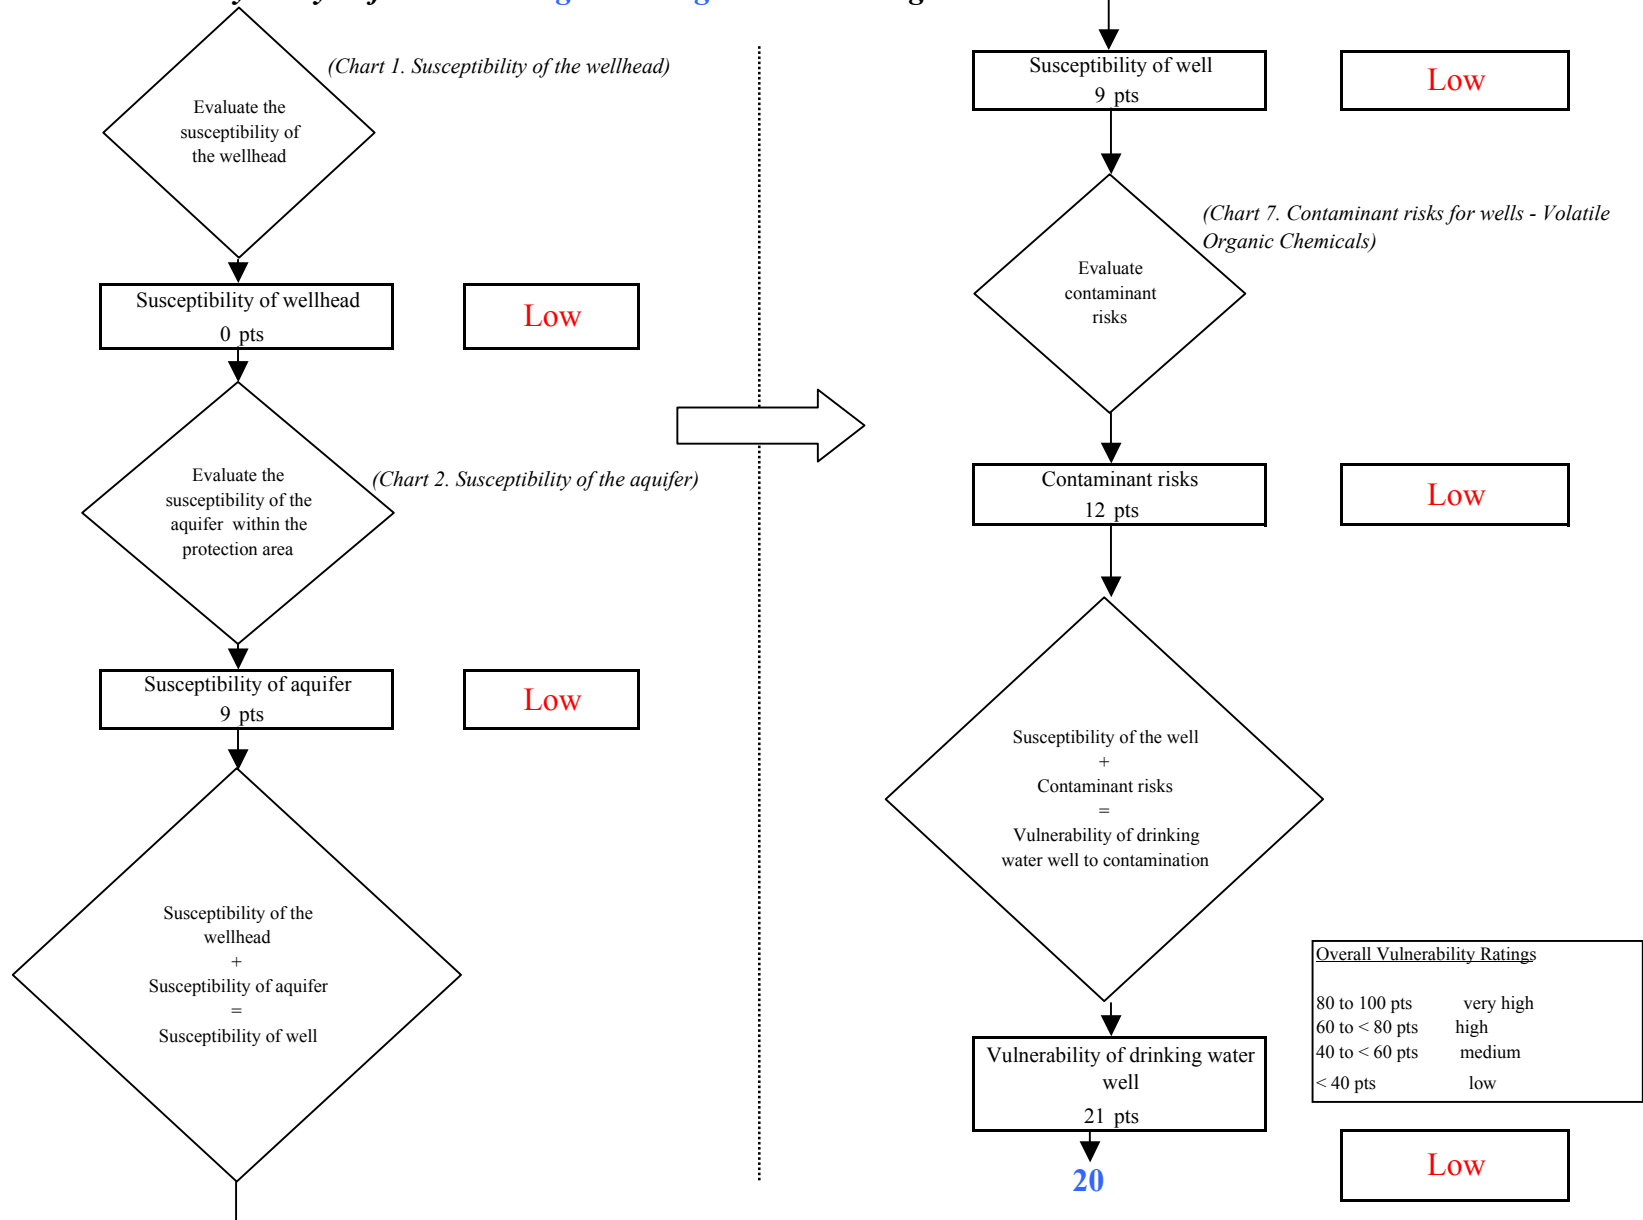 (Chart 1. Susceptibility of the wellhead)
Evaluate the
susceptibility of
the wellhead
Susceptibility of wellhead
0 pts
Low
Evaluate the
susceptibility of the
aquifer within the
protection area
(Chart 2. Susceptibility of the aquifer)
Susceptibility of aquifer
9 pts
Low
Susceptibility of the
wellhead
+
Susceptibility of aquifer
=
Susceptibility of well
Susceptibility of well
9 pts
Low
(Chart 7. Contaminant risks for wells - Volatile
Organic Chemicals)
Evaluate
contaminant
risks
Contaminant risks
12 pts
Low
Susceptibility of the well
+
Contaminant risks
=
Vulnerability of drinking
water well to contamination
Overall Vulnerability Ratings
80 to 100 pts very high
60 to < 80 pts high
40 to < 60 pts medium
< 40 pts low
Vulnerability of drinking water
well
21 pts
20
Low